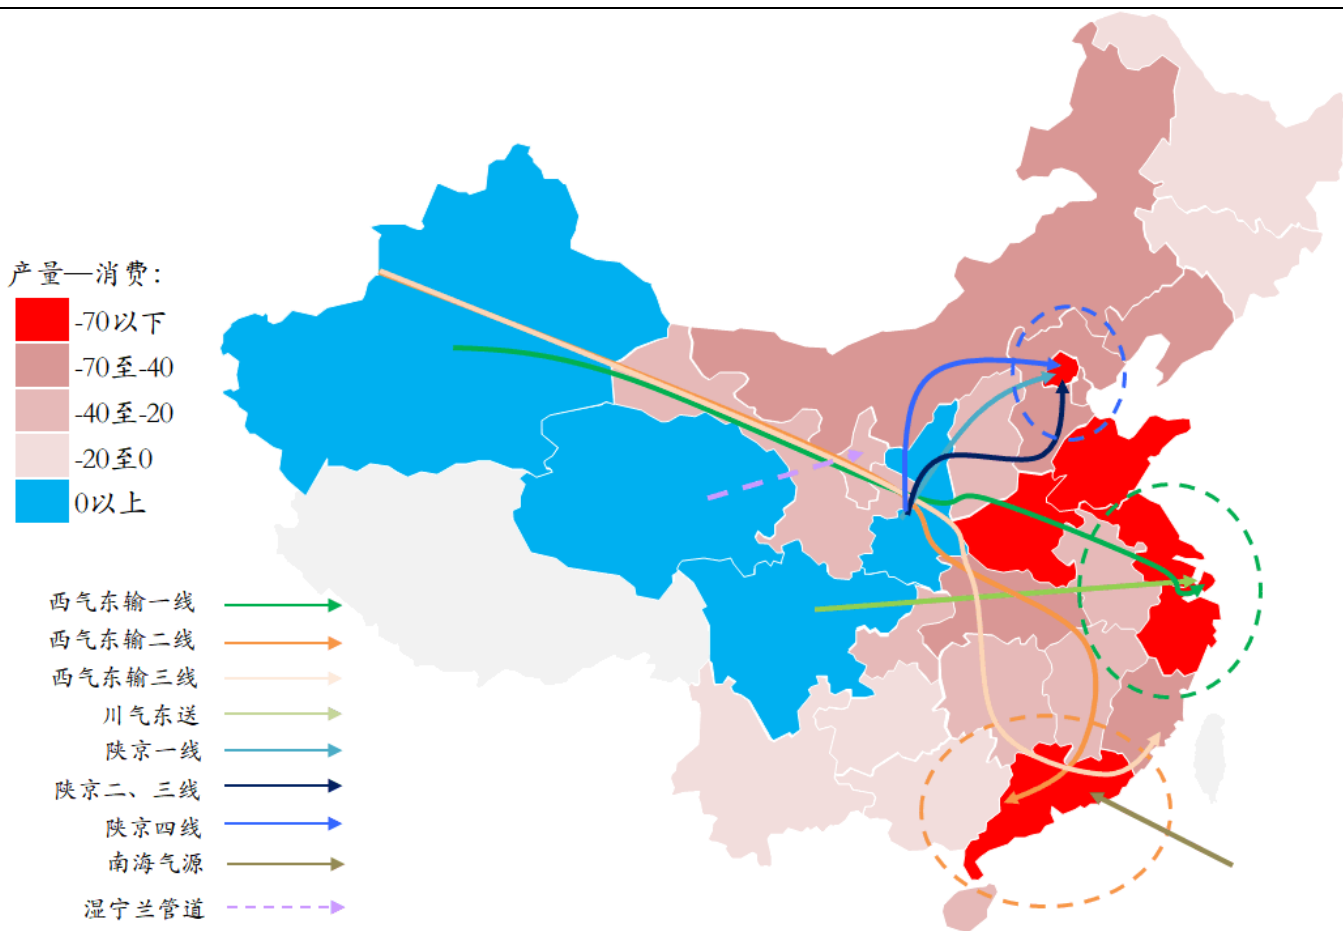 产量—消费:
-70以下
-70至-40
-40至-20
-20至0
0以上
西气东输一线
西气东输二线
西气东输三线
川气东送
陕京一线
陕京二、三线
陕京四线
南海气源
涩宁兰管道